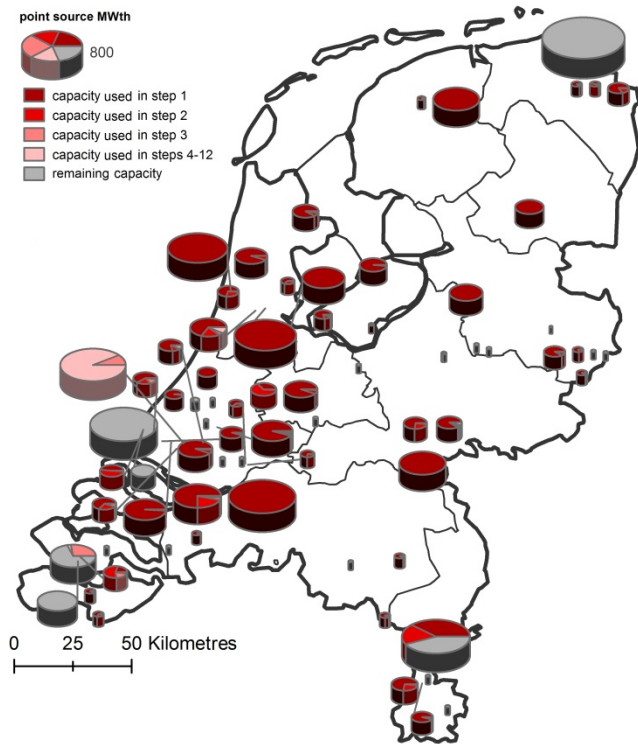 point source MWth
800
capacity used in step 1
capacity used in step 2
capacity used in step 3
capacity used in steps 4-12
remaining capacity
0 25 50 Kilometres